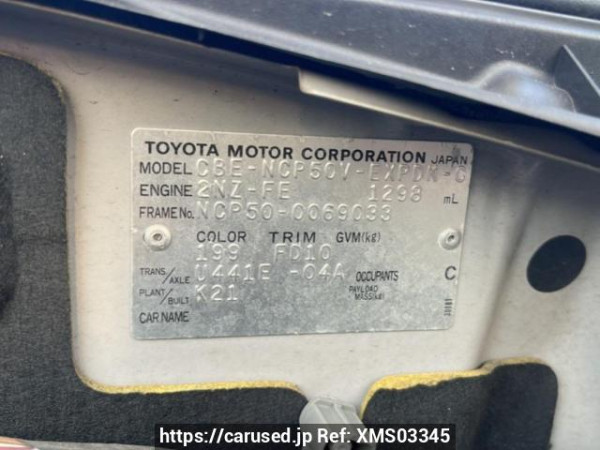 TOYOTA MOTOR CORPORATION JAPAN
MODEL CBE-NCP50V-EXPDK-G
ENGINE 2NZ-FE 1298 mL
FRAME No. NCP50-0069033
COLOR TRIM GVM(kg)
199 FD10
TRANS/AXLE U441E -04A OCCUPANTS C
PLANT/BUILT K21 PAYLOAD MASS(kg)
CAR NAME
https://carused.jp Ref: XMS03345